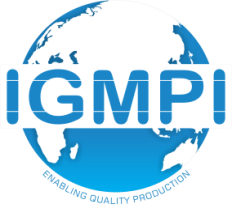 IGMPI
ENABLING QUALITY PRODUCTION